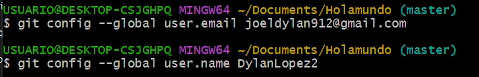 USUARIO@DESKTOP-CSJGHPQ MINGW64 ~/Documents/Holamundo (master)
$ git config --global user.email joeldylan912@gmail.com
USUARIO@DESKTOP-CSJGHPQ MINGW64 ~/Documents/Holamundo (master)
$ git config --global user.name DylanLopez2